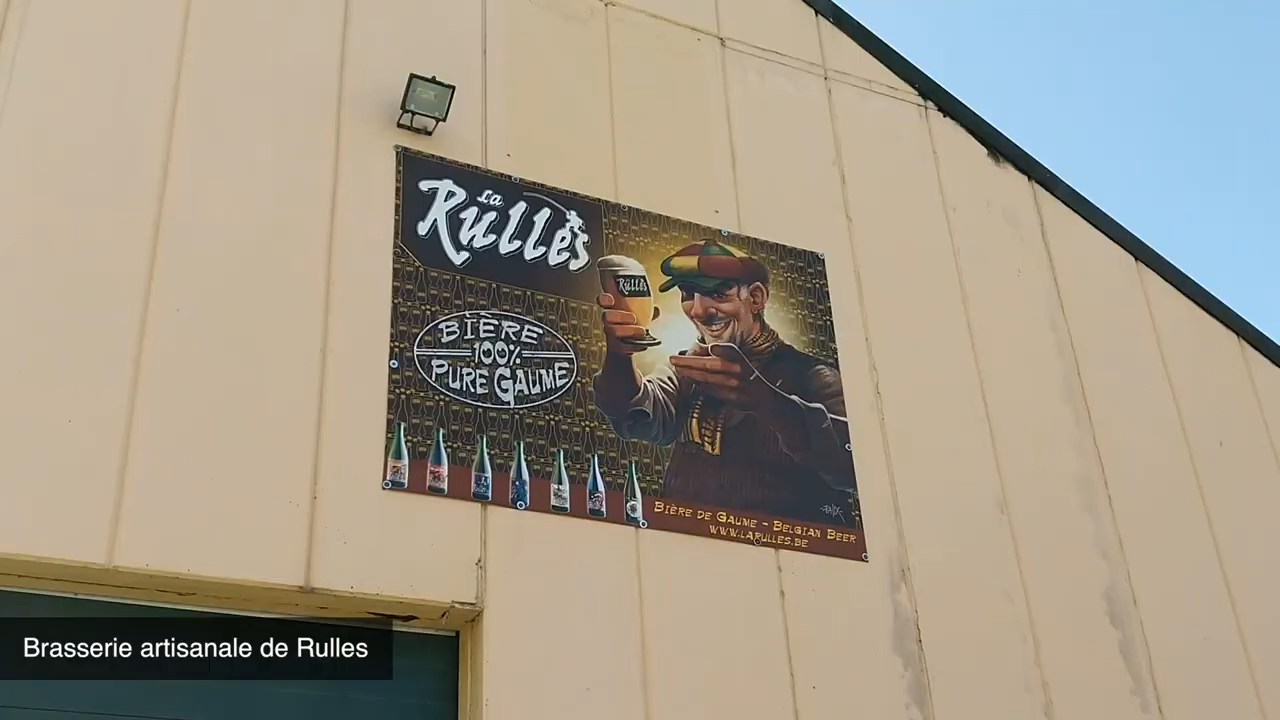 La
Rulles
Rulles
BIÈRE
100%
PURE GAUME
BIÈRE DE GAUME - BELGIAN BEER
WWW.LARULLES.BE
Brasserie artisanale de Rulles